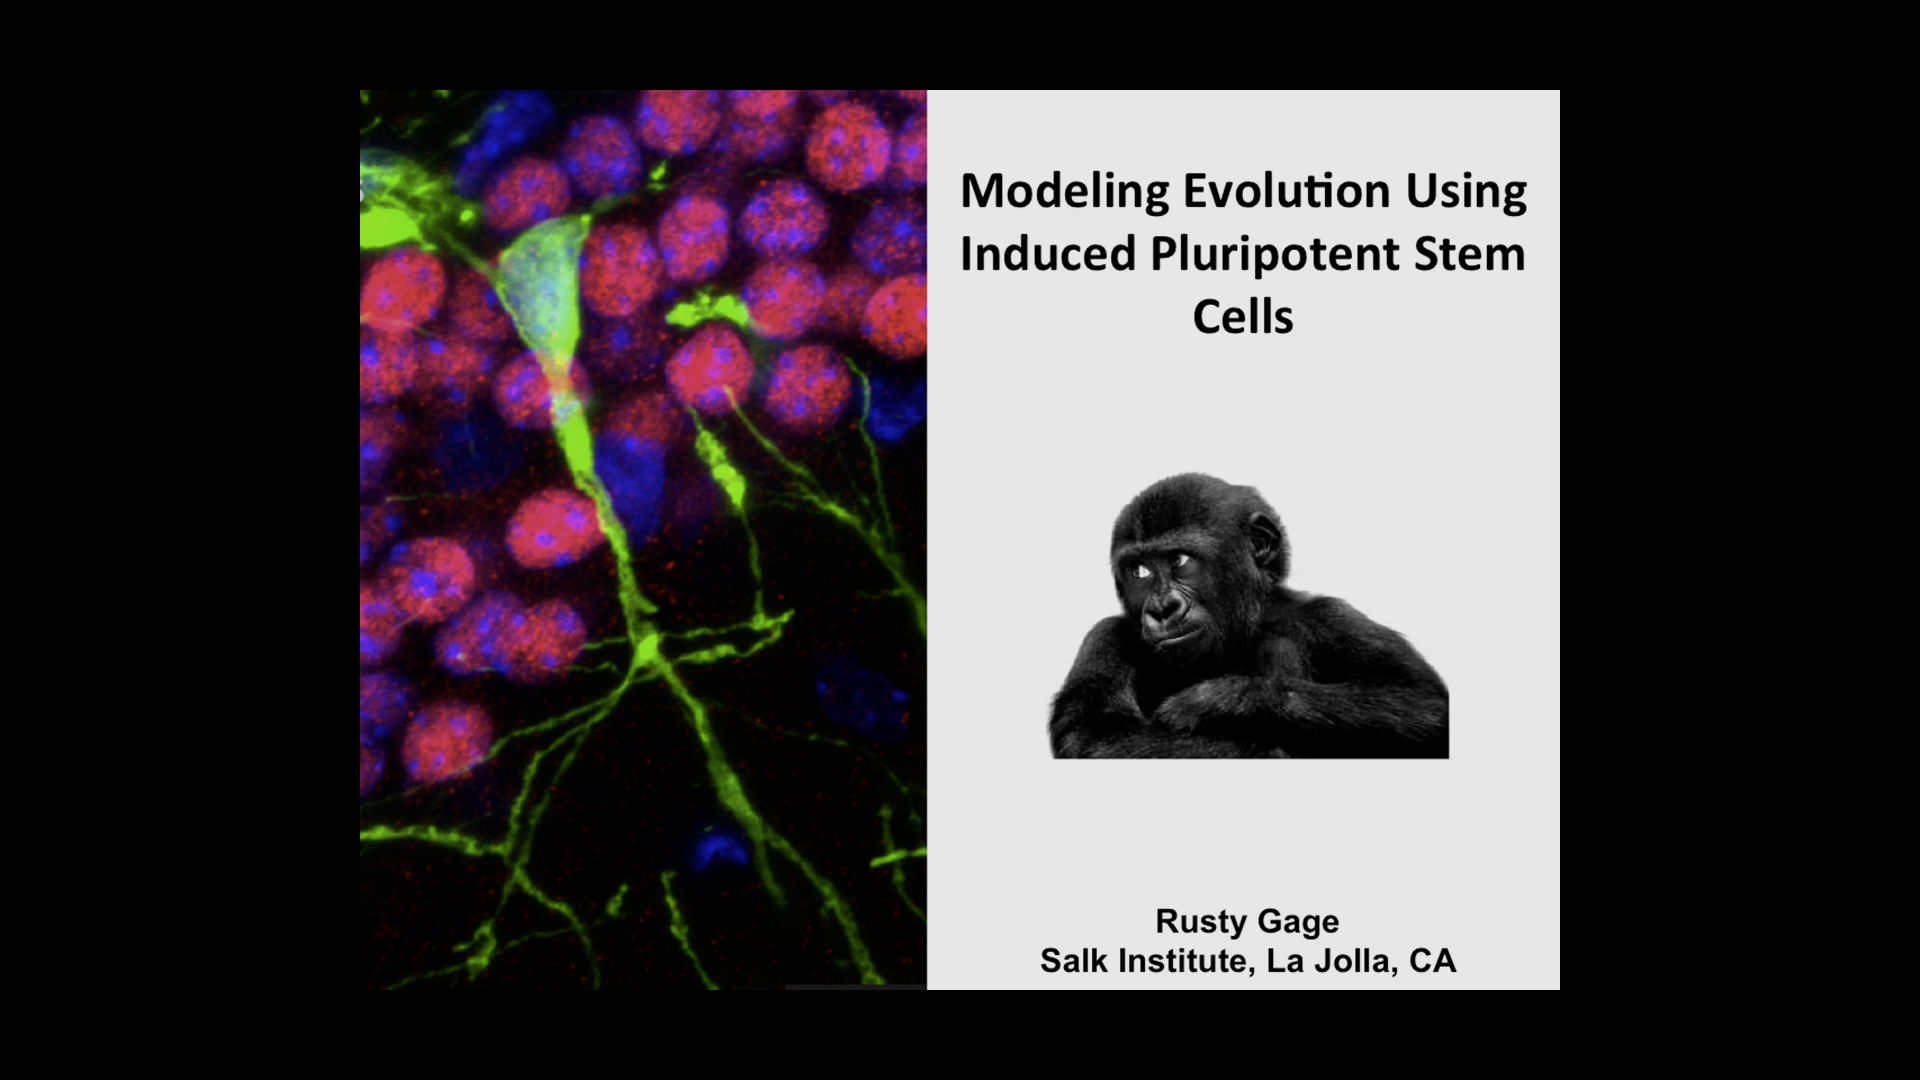 Modeling Evolution Using
Induced Pluripotent Stem
Cells
Rusty Gage
Salk Institute, La Jolla, CA